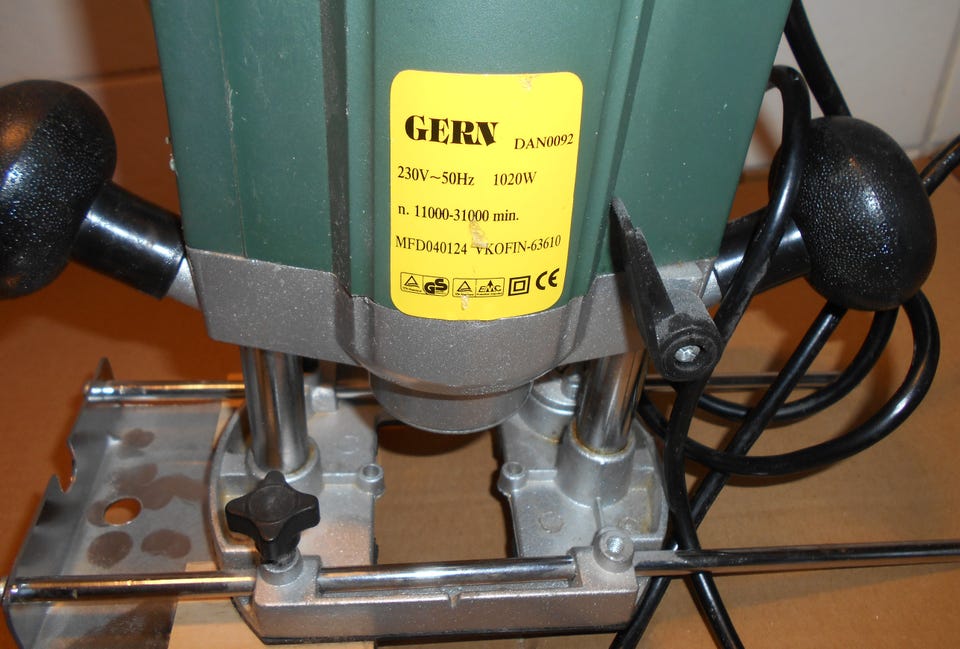 GERN DAN0092
230V~50Hz 1020W
n. 11000-31000 min.
MFD040124 VKOFIN-63610
GS EMC CE